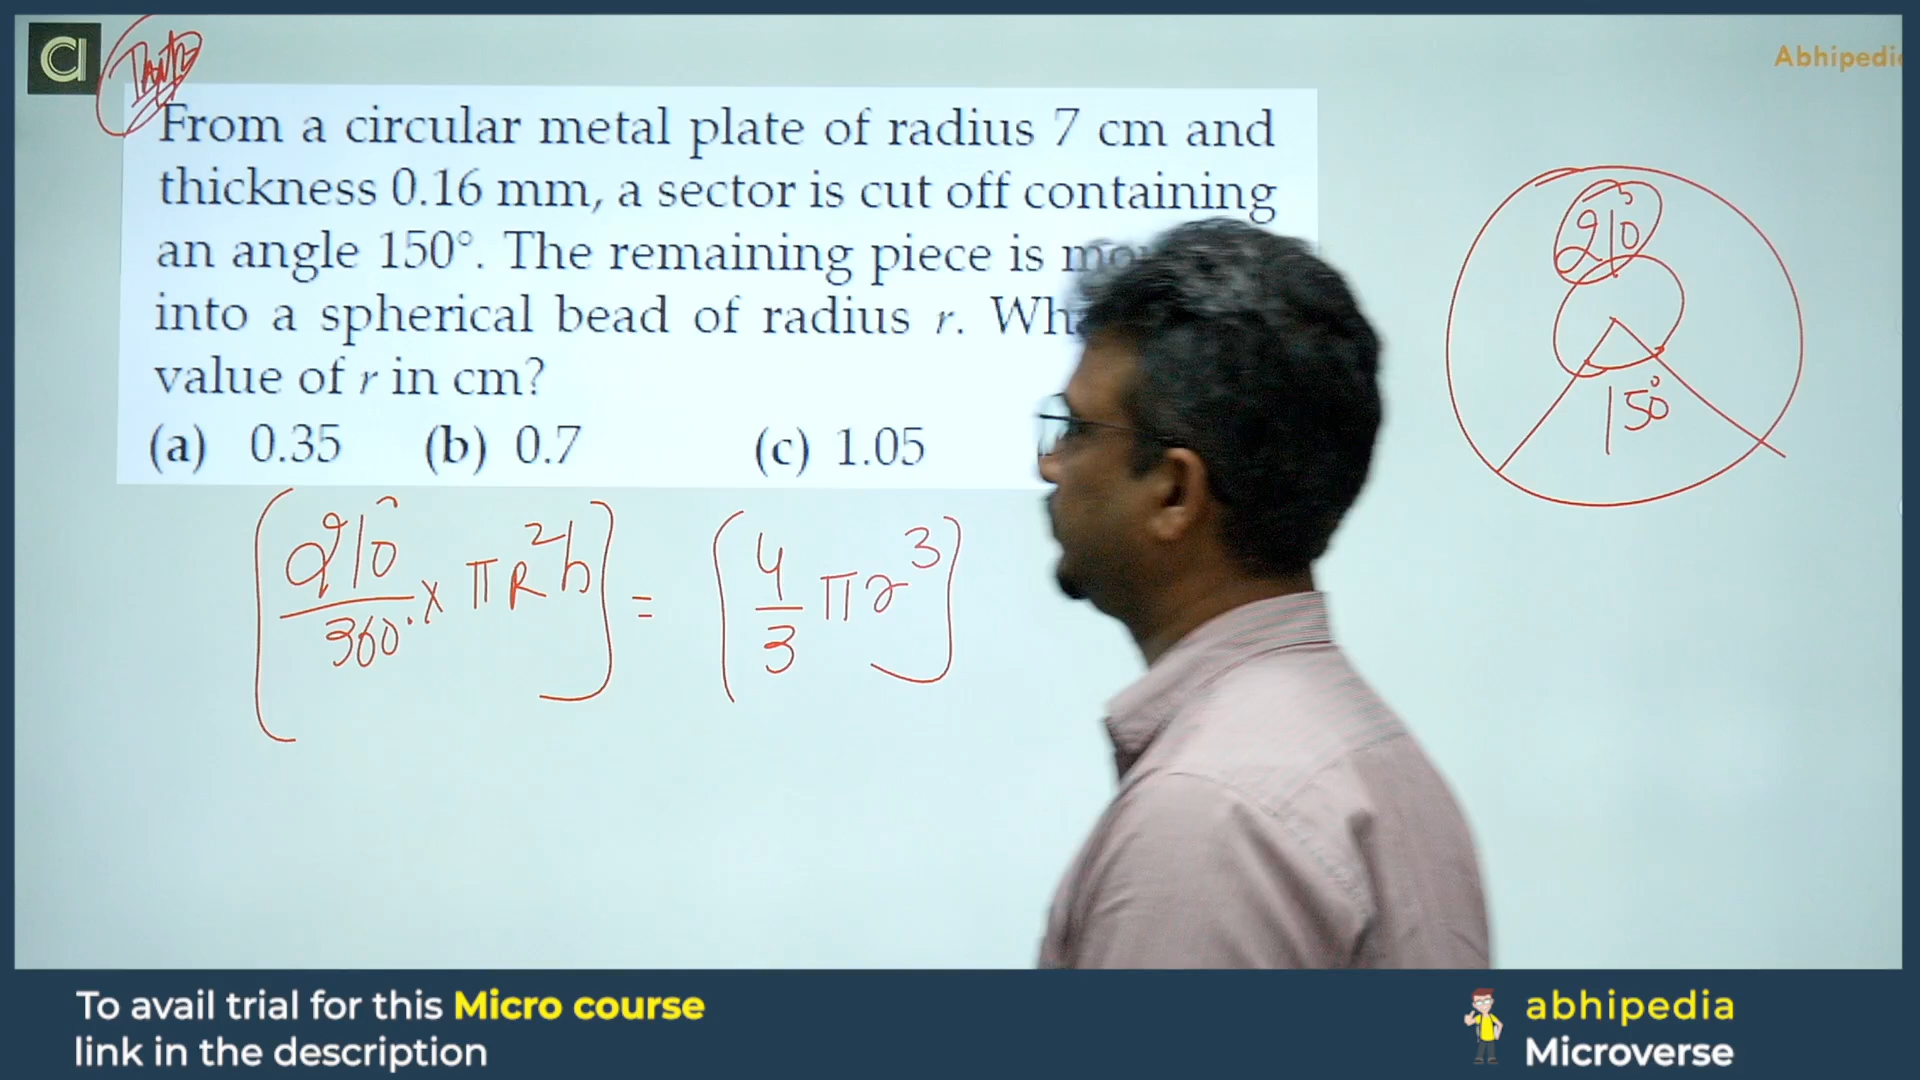 CI
Abhipedi
From a circular metal plate of radius 7 cm and
thickness 0.16 mm, a sector is cut off containing
an angle 150°. The remaining piece is
into a spherical bead of radius r.
value of r in cm?
(a) 0.35 (b) 0.7 (c) 1.05
210°
150°
[210°/360° × πR²h] = [4/3 πr³]
To avail trial for this Micro course
link in the description
abhipedia
Microverse